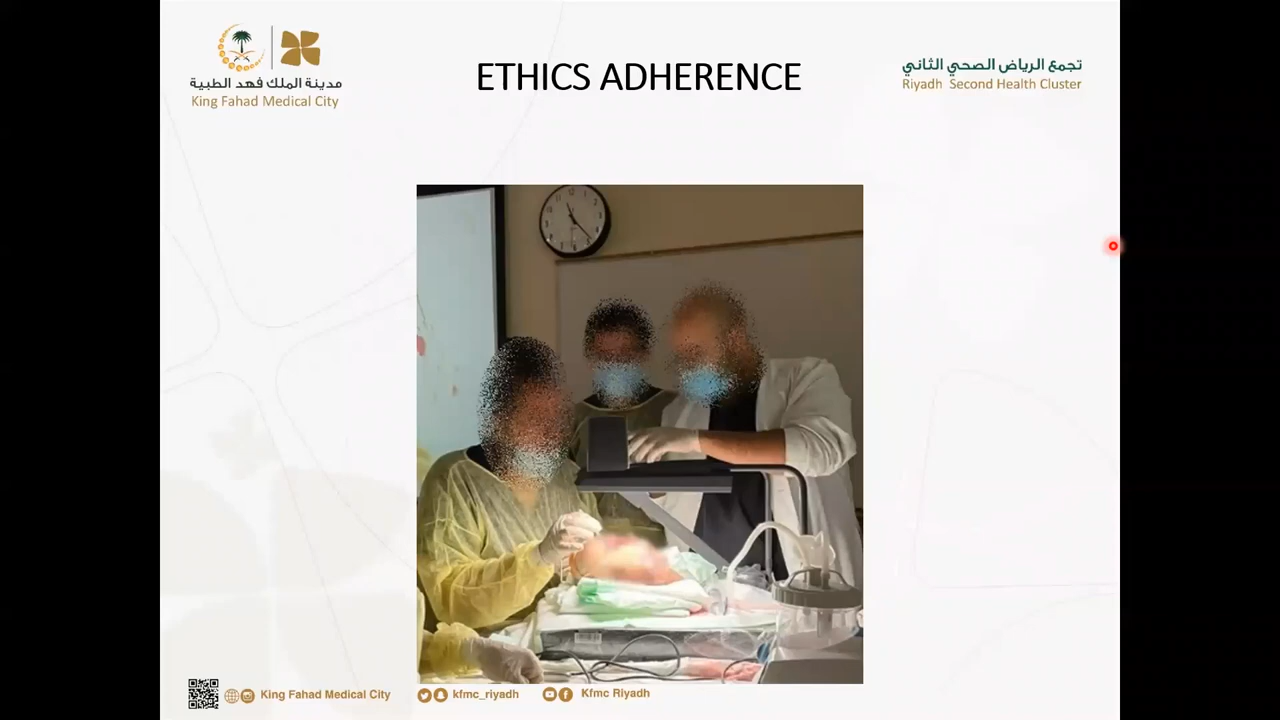 مدينة الملك فهد الطبية
King Fahad Medical City
ETHICS ADHERENCE
تجمع الرياض الصحي الثاني
Riyadh Second Health Cluster
King Fahad Medical City
kfmc_riyadh
Kfmc Riyadh